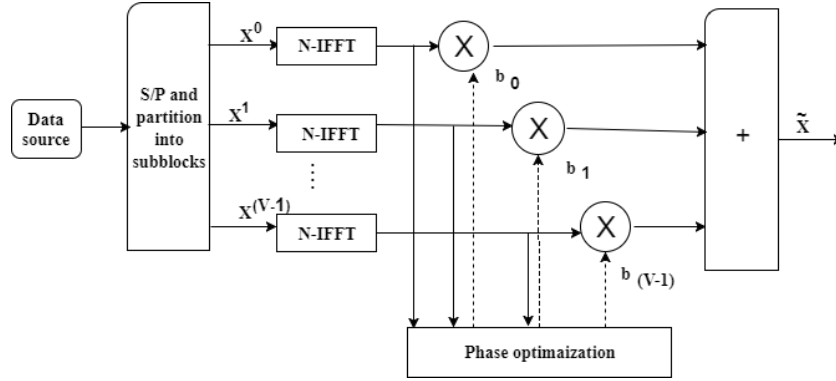 Data
source
S/P and
partition
into
subblocks
X^0
N-IFFT
X
b 0
X^1
N-IFFT
X
b 1
X^(V-1)
N-IFFT
X
b (V-1)
+
x̃
Phase optimaization